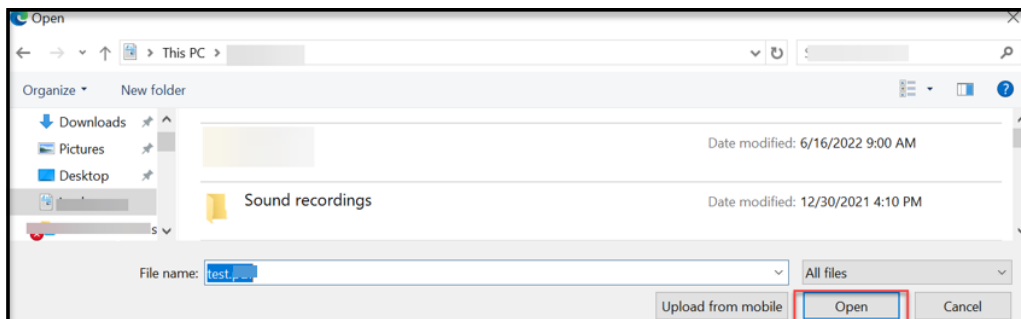 Open
This PC
Organize New folder
Downloads
Pictures
Desktop
Date modified: 6/16/2022 9:00 AM
Sound recordings Date modified: 12/30/2021 4:10 PM
File name: test. All files
Upload from mobile Open Cancel